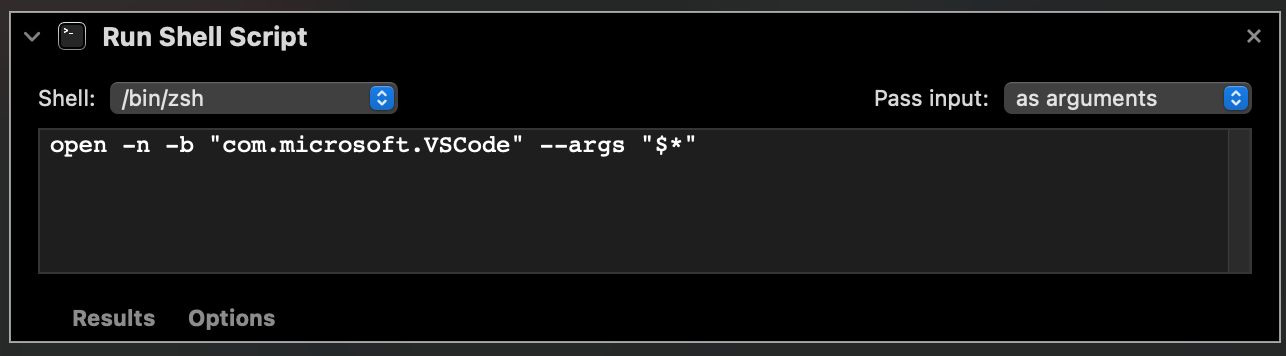 Run Shell Script
Shell: /bin/zsh Pass input: as arguments
open -n -b "com.microsoft.VSCode" --args "$*"
Results Options